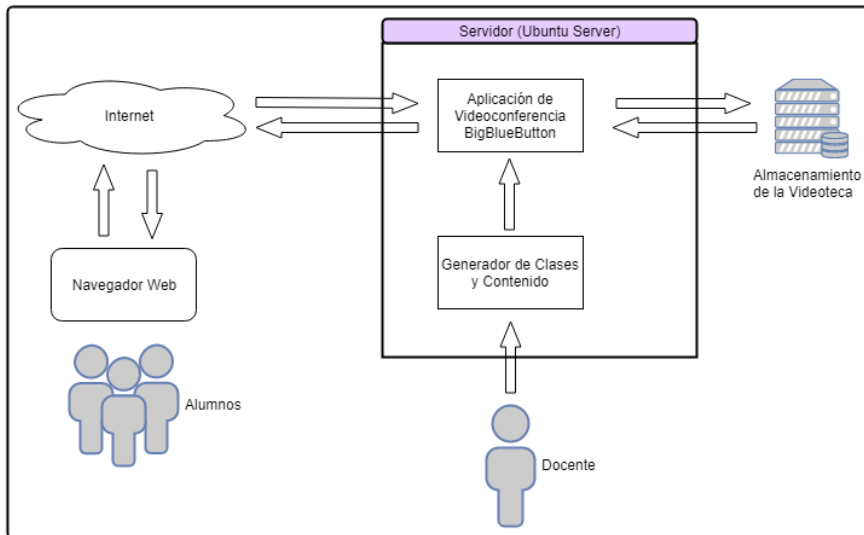 Servidor (Ubuntu Server)
Internet
Aplicación de
Videoconferencia
BigBlueButton
Almacenamiento
de la Videoteca
Navegador Web
Generador de Clases
y Contenido
Alumnos
Docente